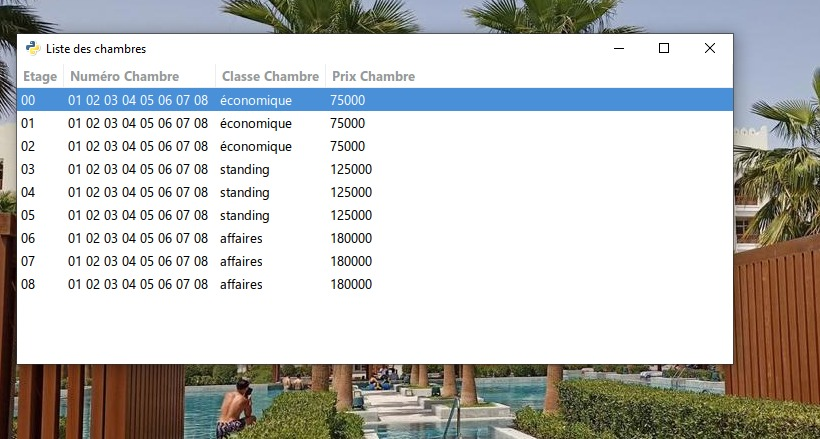 Liste des chambres
Etage Numéro Chambre Classe Chambre Prix Chambre
00 01 02 03 04 05 06 07 08 économique 75000
01 01 02 03 04 05 06 07 08 économique 75000
02 01 02 03 04 05 06 07 08 économique 75000
03 01 02 03 04 05 06 07 08 standing 125000
04 01 02 03 04 05 06 07 08 standing 125000
05 01 02 03 04 05 06 07 08 standing 125000
06 01 02 03 04 05 06 07 08 affaires 180000
07 01 02 03 04 05 06 07 08 affaires 180000
08 01 02 03 04 05 06 07 08 affaires 180000